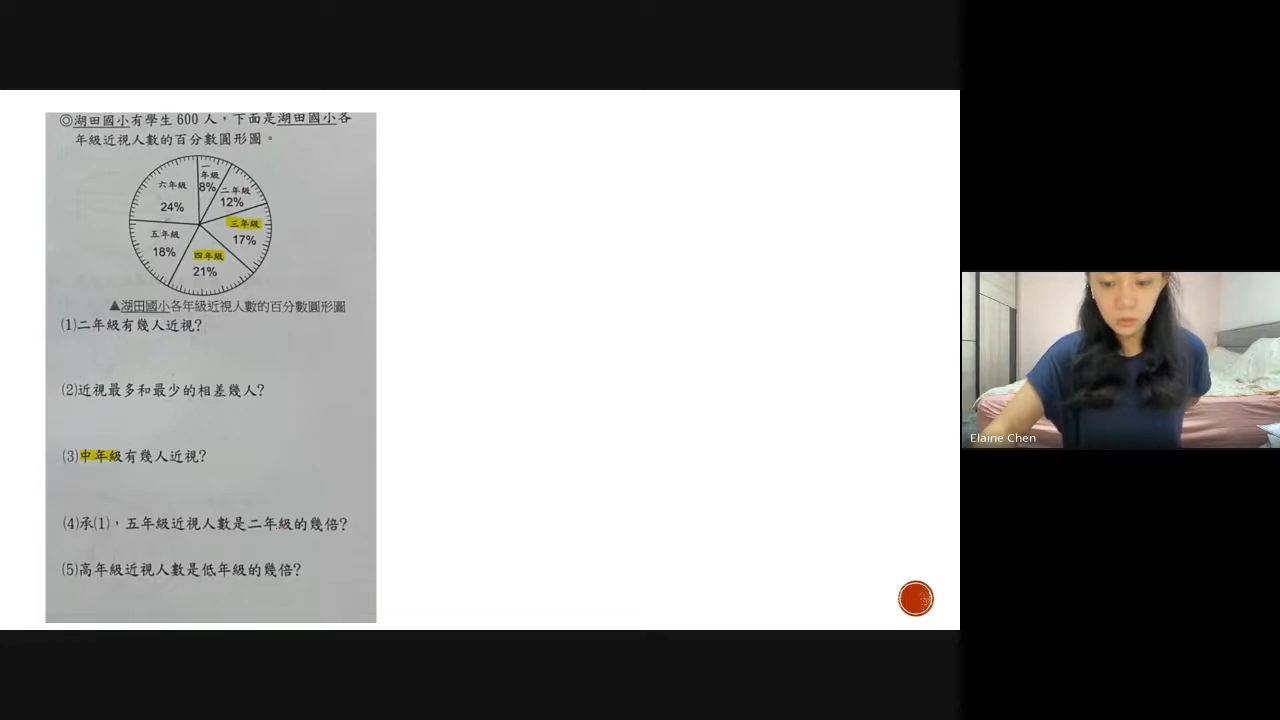 ◎湖田國小有學生600人，下面是湖田國小各
年級近視人數的百分數圓形圖。
一
年級
8%
二年級
12%
三年級
17%
四年級
21%
五年級
18%
六年級
24%
▲湖田國小各年級近視人數的百分數圓形圖
⑴二年級有幾人近視?
⑵近視最多和最少的相差幾人?
⑶中年級有幾人近視?
⑷承⑴，五年級近視人數是二年級的幾倍?
⑸高年級近視人數是低年級的幾倍?
Elaine Chen